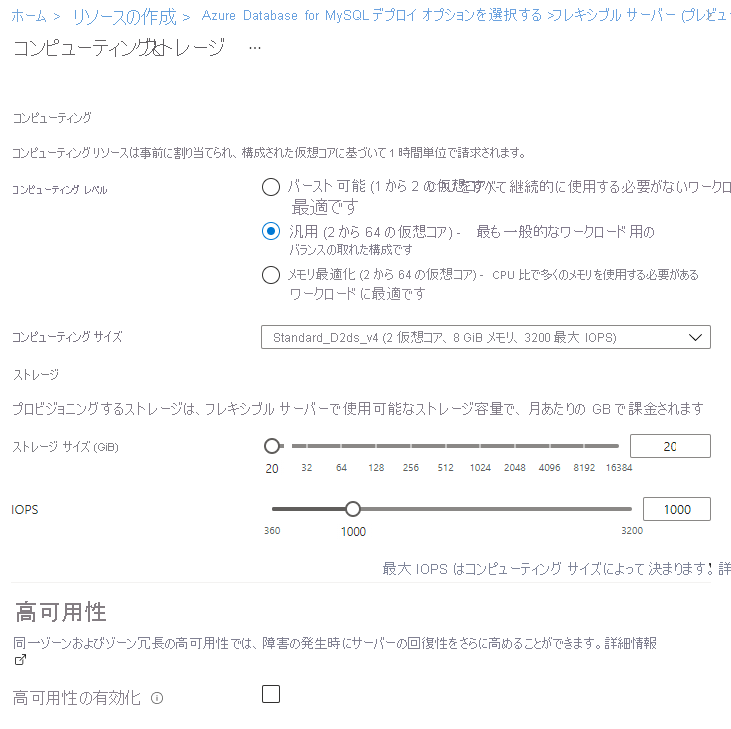 ホーム > リソースの作成 > Azure Database for MySQLデプロイ オプションを選択する >フレキシブル サーバー (プレビュ
コンピューティングとストレージ …
コンピューティング
コンピューティングリソースは事前に割り当てられ、構成された仮想コアに基づいて 1 時間単位で請求されます。
コンピューティング レベル
バースト 可能 (1 から 2 の仮想コア) をすべて継続的に使用する必要がないワークロ
最適です
汎用 (2 から 64 の仮想コア) - 最も一般的なワークロード用の
バランスの取れた構成です
メモリ最適化 (2 から 64 の仮想コア) - CPU 比で多くのメモリを使用する必要がある
ワークロードに最適です
コンピューティング サイズ
Standard_D2ds_v4 (2 仮想コア、8 GiB メモリ、3200 最大 IOPS)
ストレージ
プロビジョニングするストレージは、フレキシブル サーバーで使用可能なストレージ容量で、月あたりの GB で課金されます
ストレージ サイズ (GiB)
20
20 32 64 128 256 512 1024 2048 4096 8192 16384
IOPS
1000
360 1000 3200
最大 IOPS はコンピューティング サイズによって決まります! 詳
高可用性
同一ゾーンおよびゾーン冗長の高可用性では、障害の発生時にサーバーの回復性をさらに高めることができます。詳細情報
高可用性の有効化